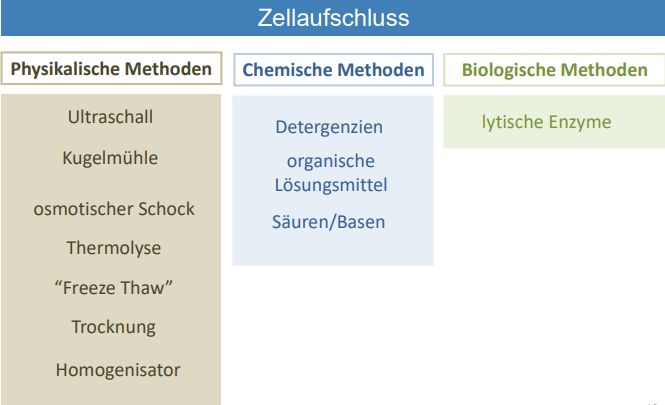 Zellaufschluss
Physikalische Methoden
Ultraschall
Kugelmühle
osmotischer Schock
Thermolyse
“Freeze Thaw”
Trocknung
Homogenisator
Chemische Methoden
Detergenzien
organische
Lösungsmittel
Säuren/Basen
Biologische Methoden
lytische Enzyme